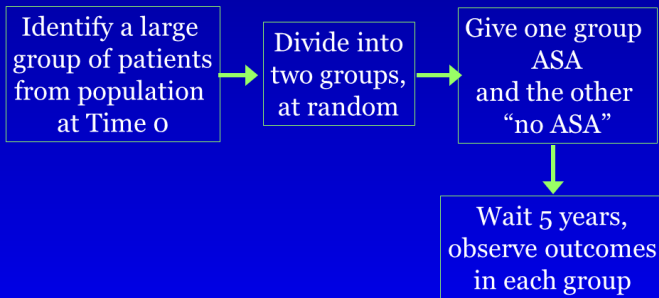 Identify a large
group of patients
from population
at Time 0
Divide into
two groups,
at random
Give one group
ASA
and the other
“no ASA”
Wait 5 years,
observe outcomes
in each group